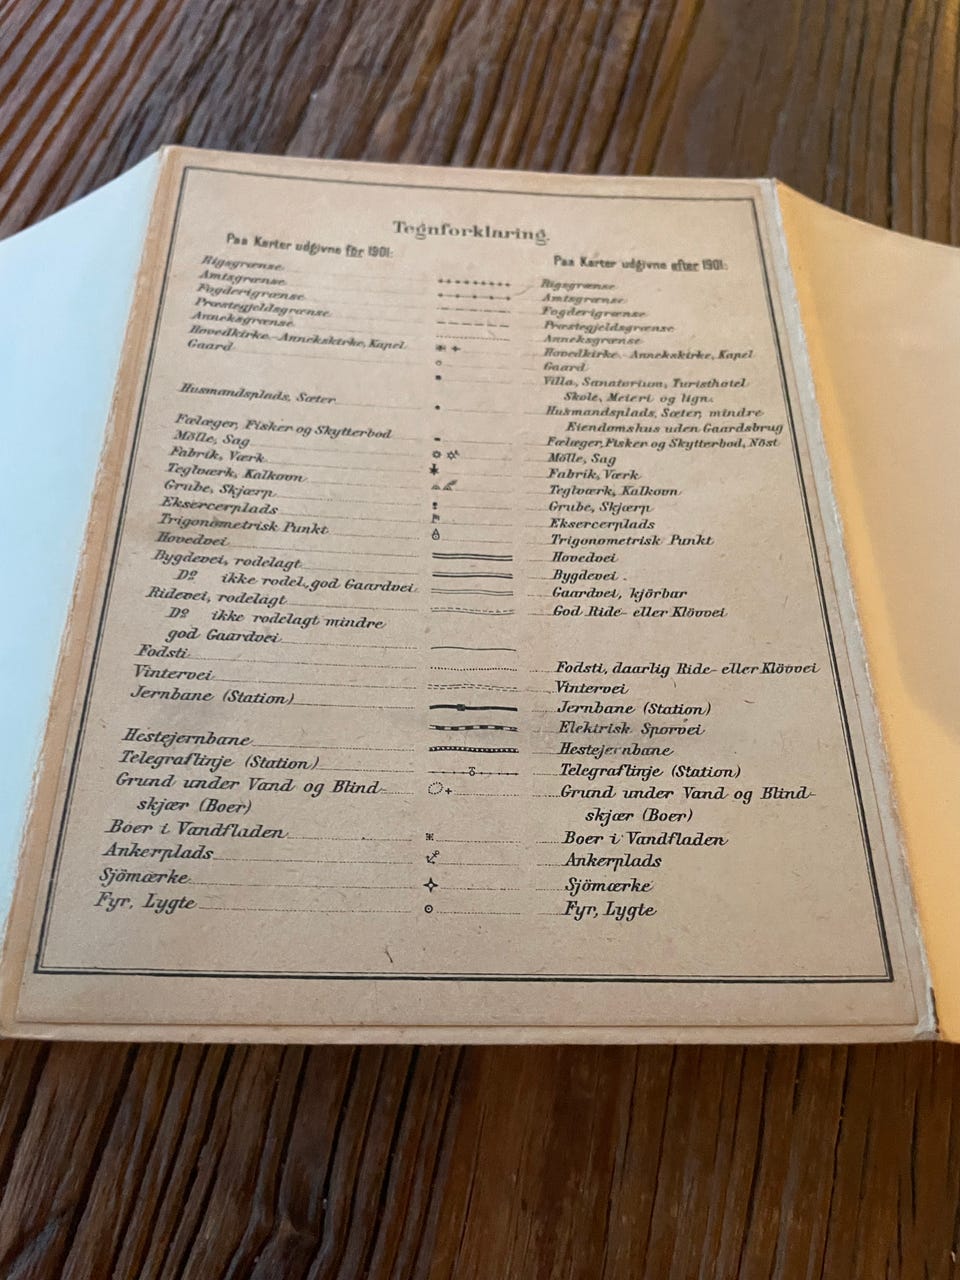 Tegnforklaring.
Paa Karter udgivne för 1901:
Rigsgrænse
Amtsgrænse
Fogderigrænse
Præstegjeldsgrænse
Anneksgrænse
Hovedkirke.-Annekskirke, Kapel
Gaard
Husmandsplads, Sæter
Fælæger, Fisker og Skytterbod
Mölle, Sag
Fabrik, Værk
Teglværk, Kalkovn
Grube, Skjærp
Eksercerplads
Trigonometrisk Punkt
Hovedvei
Bygdevei, rodelagt
Dº ikke rodel., god Gaardvei
Ridevei, rodelagt
Dº ikke rodelagt mindre
god Gaardvei
Fodsti
Vintervei
Jernbane (Station)
Hestejernbane
Telegraflinje (Station)
Grund under Vand og Blind-
skjær (Boer)
Boer i Vandfladen
Ankerplads
Sjömærke
Fyr, Lygte
Paa Karter udgivne efter 1901:
Rigsgrænse
Amtsgrænse
Fogderigrænse
Præstegjeldsgrænse
Anneksgrænse
Hovedkirke.-Annekskirke, Kapel
Gaard
Villa, Sanatorium, Turisthotel
Skole, Meieri og lign.
Husmandsplads, Sæter, mindre
Eiendomshus uden Gaardsbrug
Fælæger, Fisker og Skytterbod, Nöst
Mölle, Sag
Fabrik, Værk
Teglværk, Kalkovn
Grube, Skjærp
Eksercerplads
Trigonometrisk Punkt
Hovedvei
Bygdevei
Gaardvei, kjörbar
God Ride- eller Klövvei
Fodsti, daarlig Ride- eller Klövvei
Vintervei
Jernbane (Station)
Elektrisk Sporvei
Hestejernbane
Telegraflinje (Station)
Grund under Vand og Blind-
skjær (Boer)
Boer i Vandfladen
Ankerplads
Sjömærke
Fyr, Lygte